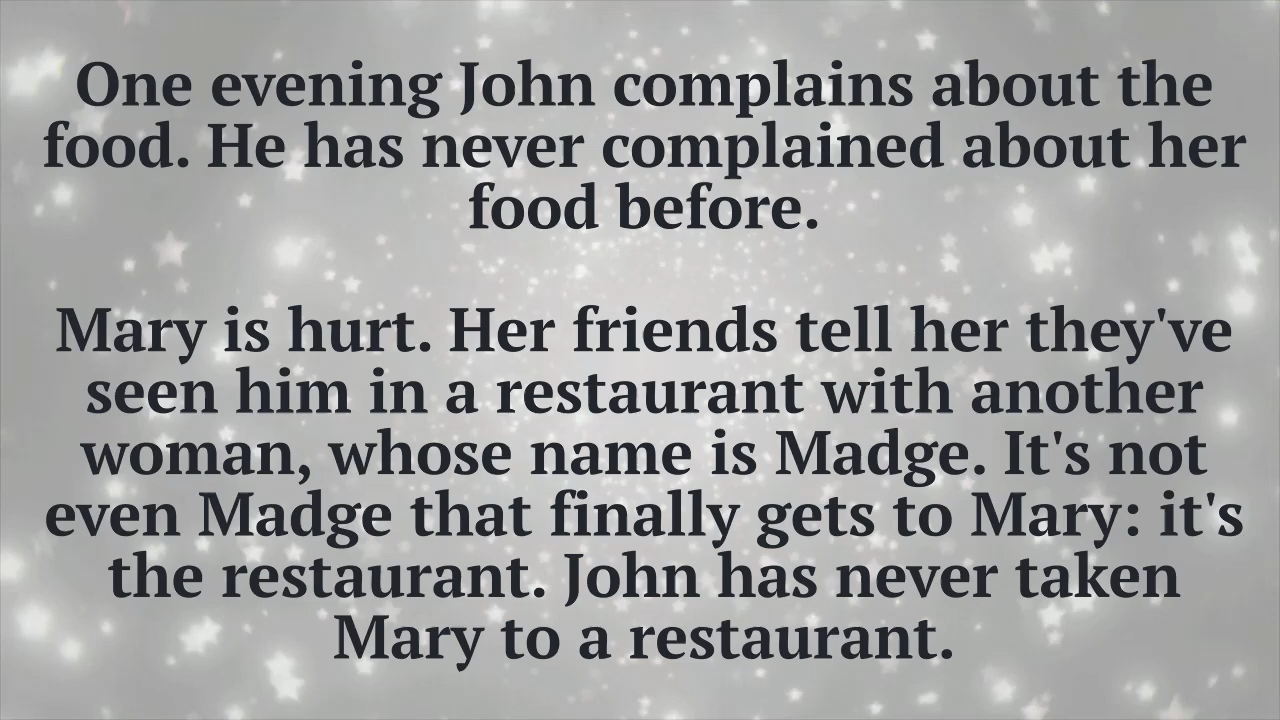 One evening John complains about the
food. He has never complained about her
food before.
Mary is hurt. Her friends tell her they've
seen him in a restaurant with another
woman, whose name is Madge. It's not
even Madge that finally gets to Mary: it's
the restaurant. John has never taken
Mary to a restaurant.